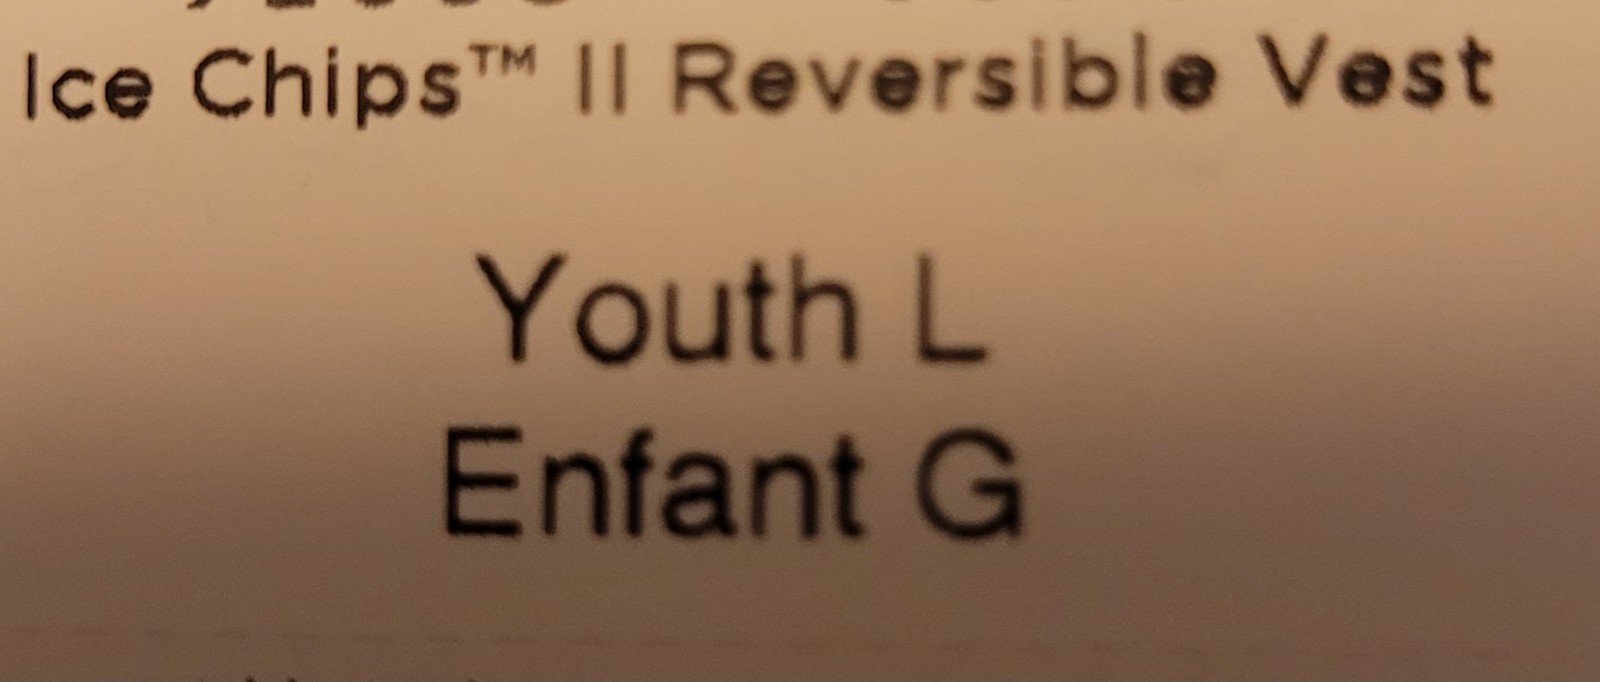 Ice Chips™ II Reversible Vest
Youth L
Enfant G